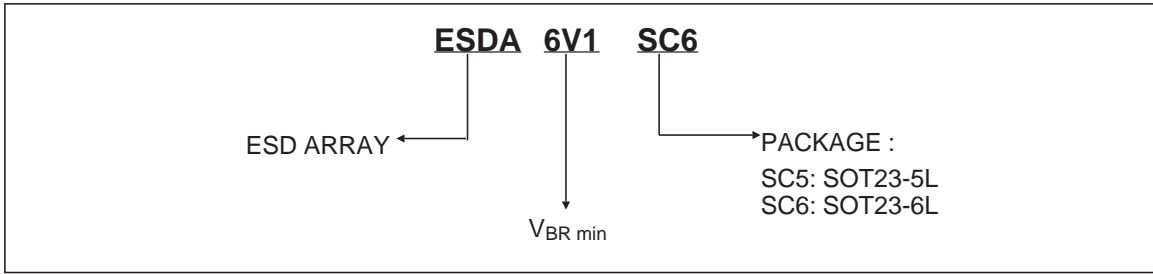 ESDA 6V1 SC6
ESD ARRAY
PACKAGE :
SC5: SOT23-5L
SC6: SOT23-6L
VBR min